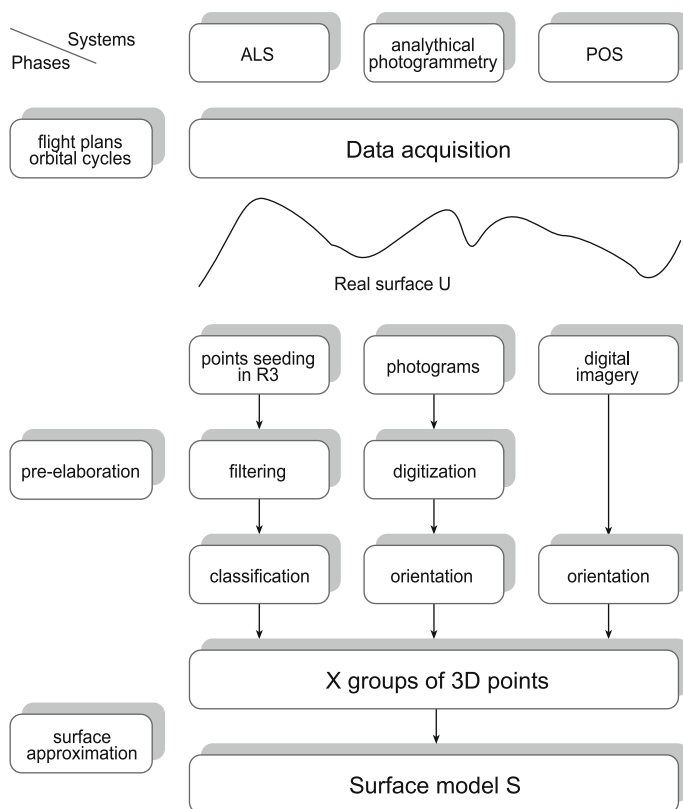 Systems
Phases
ALS
analytical
photogrammetry
POS
flight plans
orbital cycles
Data acquisition
Real surface U
points seeding
in R3
photograms
digital
imagery
pre-elaboration
filtering
digitization
classification
orientation
orientation
X groups of 3D points
surface
approximation
Surface model S